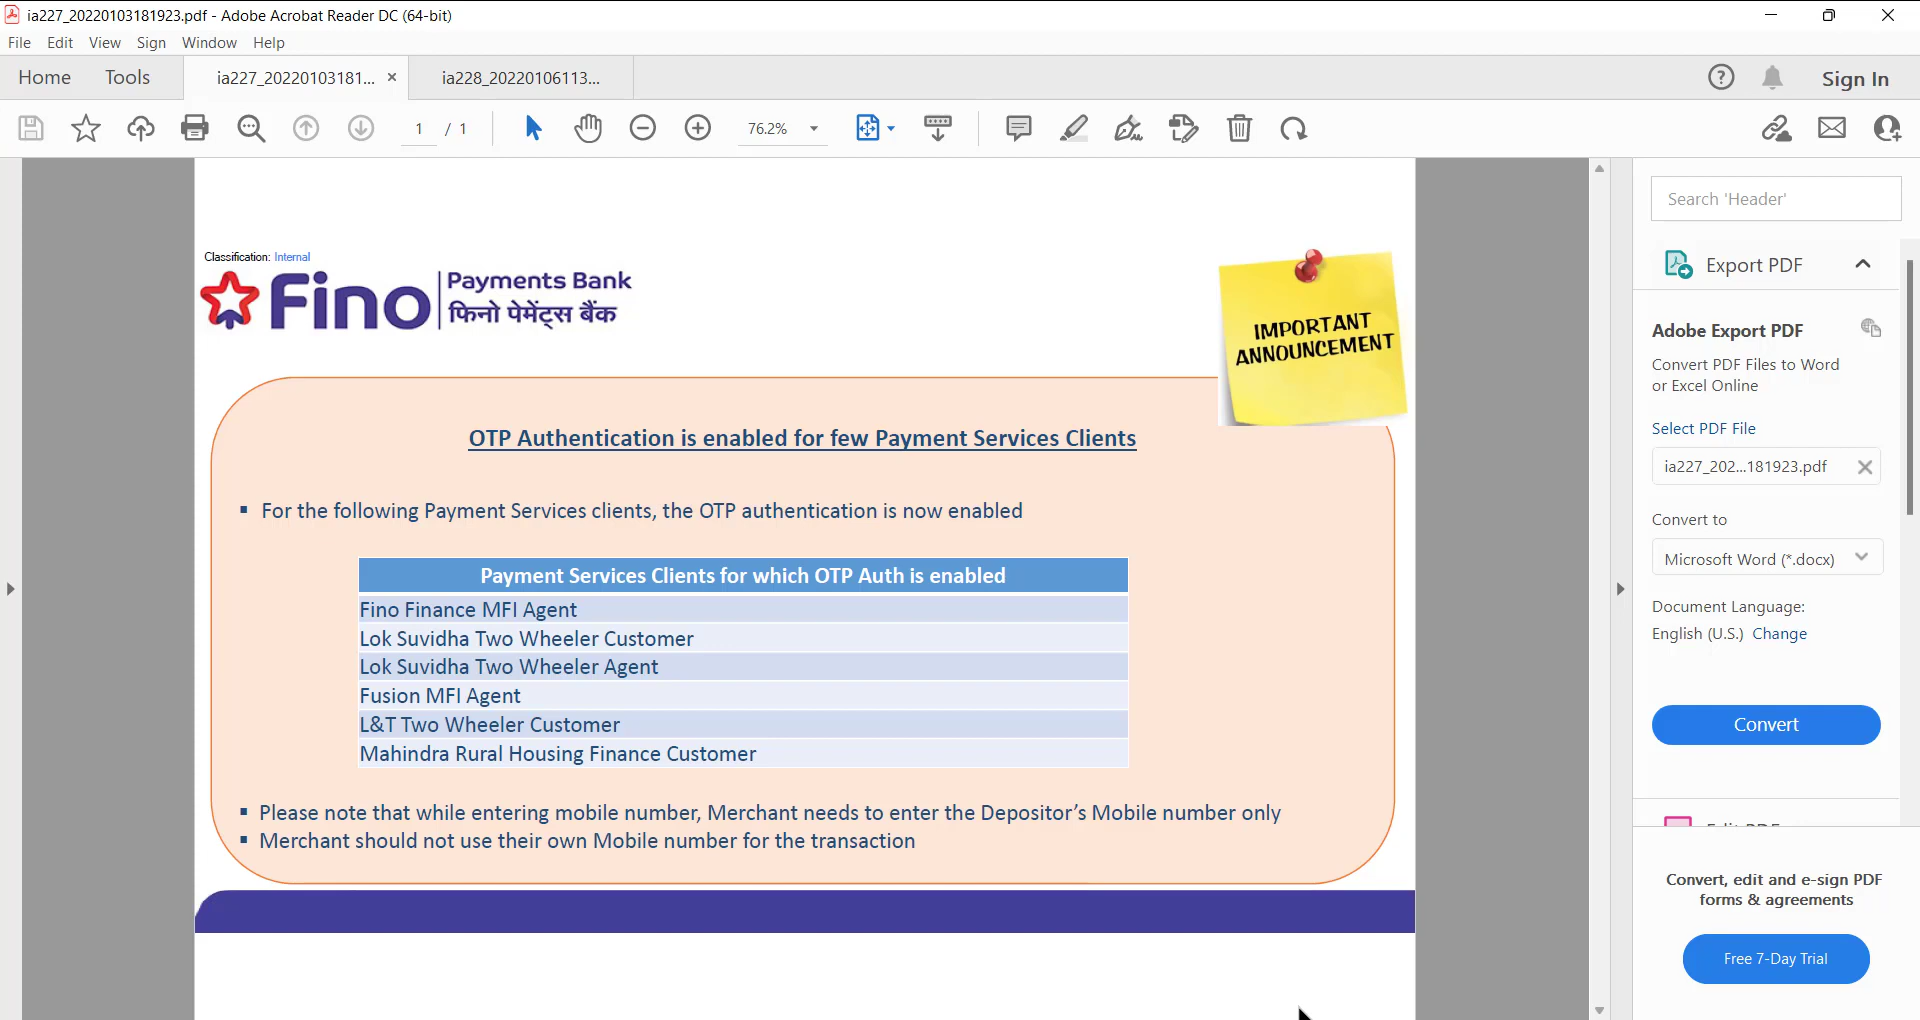 ia227_20220103181923.pdf - Adobe Acrobat Reader DC (64-bit)
File Edit View Sign Window Help
Home Tools ia227_20220103181... ia228_20220106113... Sign In
1 / 1 76.2%
Search 'Header'
Classification: Internal
Fino Payments Bank
फिनो पेमेंट्स बैंक
IMPORTANT
ANNOUNCEMENT
OTP Authentication is enabled for few Payment Services Clients
▪ For the following Payment Services clients, the OTP authentication is now enabled
Payment Services Clients for which OTP Auth is enabled
Fino Finance MFI Agent
Lok Suvidha Two Wheeler Customer
Lok Suvidha Two Wheeler Agent
Fusion MFI Agent
L&T Two Wheeler Customer
Mahindra Rural Housing Finance Customer
▪ Please note that while entering mobile number, Merchant needs to enter the Depositor's Mobile number only
▪ Merchant should not use their own Mobile number for the transaction
Export PDF
Adobe Export PDF
Convert PDF Files to Word
or Excel Online
Select PDF File
ia227_202...181923.pdf
Convert to
Microsoft Word (*.docx)
Document Language:
English (U.S.) Change
Convert
Convert, edit and e-sign PDF
forms & agreements
Free 7-Day Trial